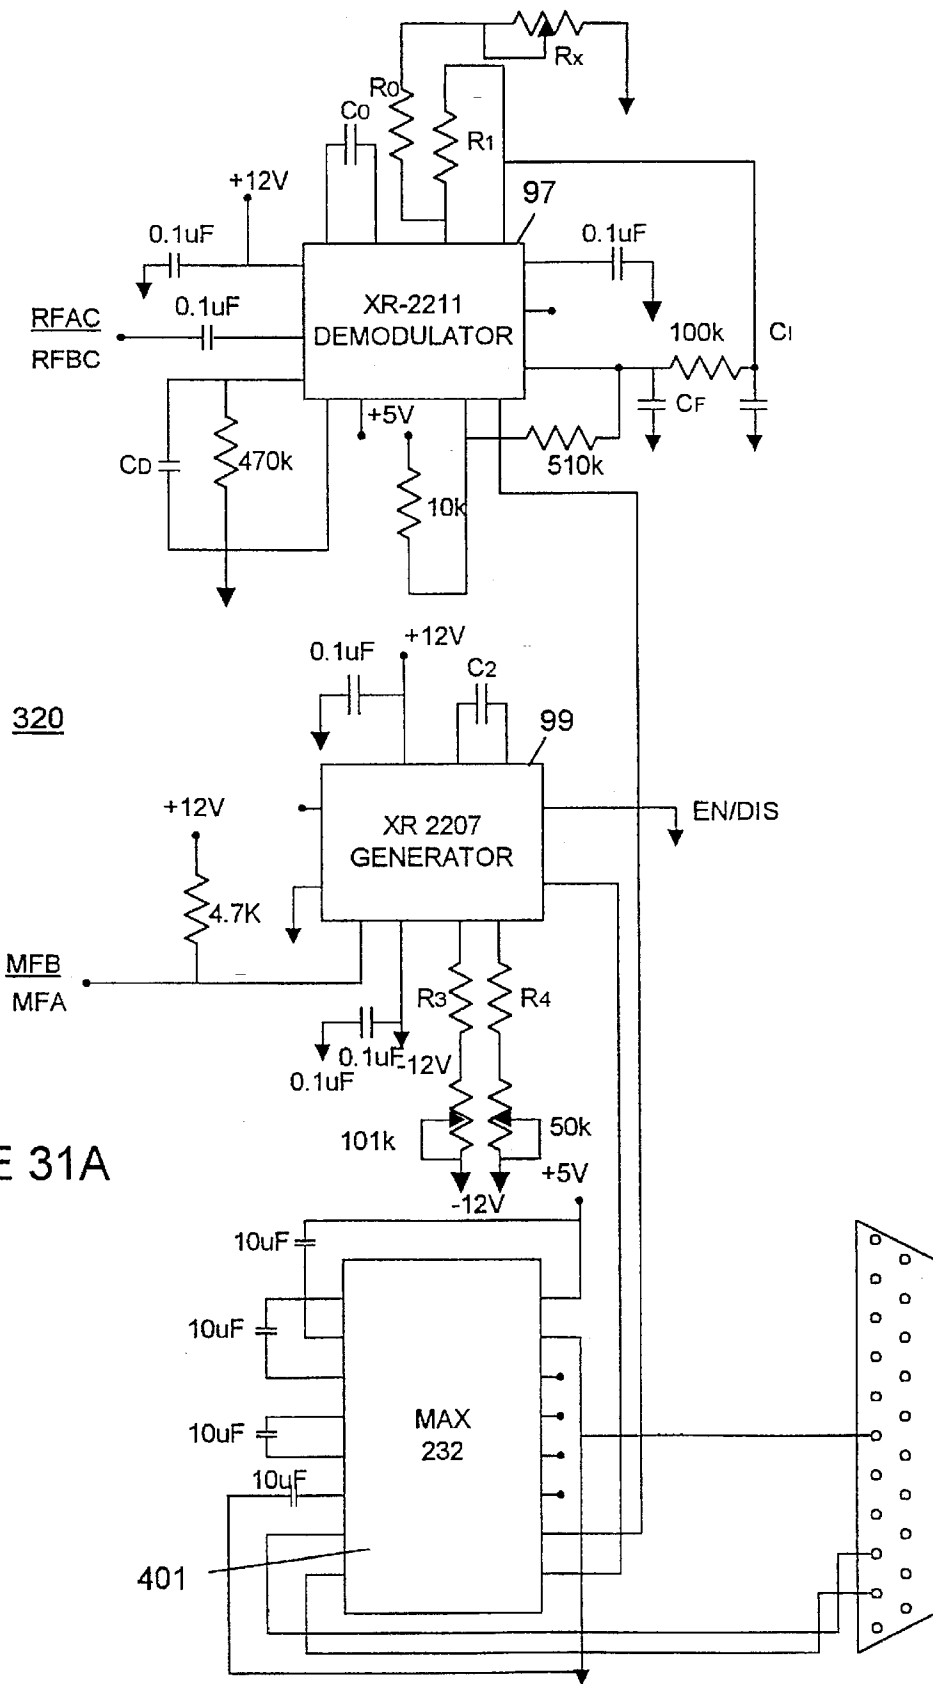 Rx
R0
C0
R1
+12V
97
0.1uF
0.1uF
XR-2211
DEMODULATOR
RFAC
RFBC
0.1uF
100k
CI
CF
+5V
CD
470k
510k
10k
+12V
0.1uF
C2
320
99
+12V
XR 2207
GENERATOR
EN/DIS
4.7K
MFB
MFA
R3
R4
0.1uF
-12V
0.1uF
101k
50k
E 31A
+5V
-12V
10uF
10uF
MAX
232
10uF
10uF
401